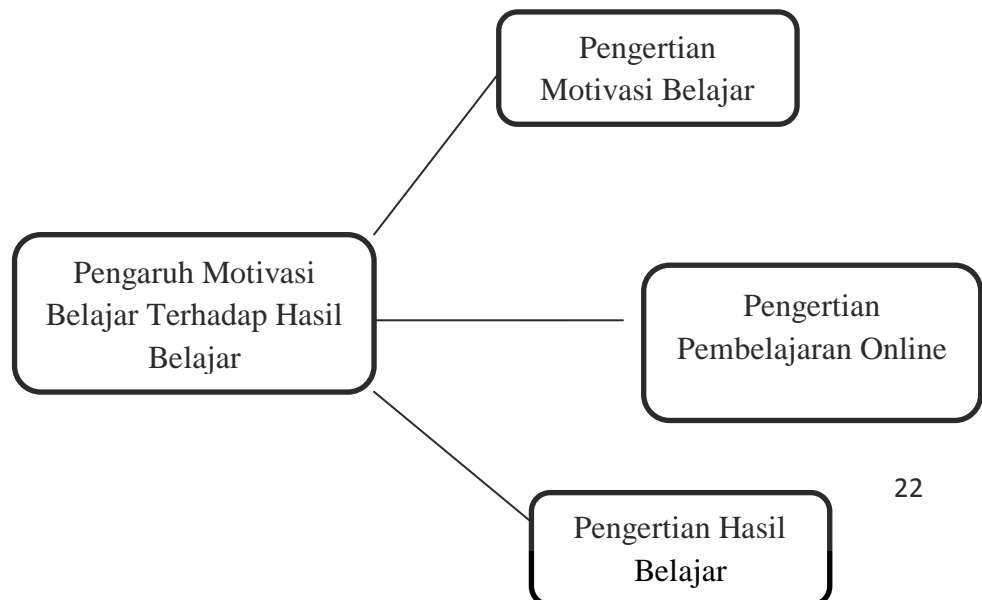 Pengertian
Motivasi Belajar
Pengaruh Motivasi
Belajar Terhadap Hasil
Belajar
Pengertian
Pembelajaran Online
22
Pengertian Hasil
Belajar